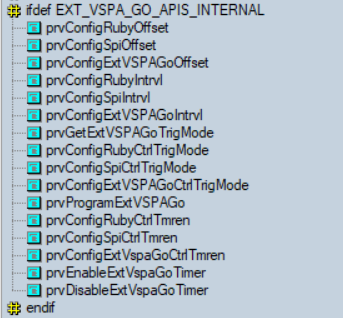 ifdef EXT_VSPA_GO_APIS_INTERNAL
prvConfigRubyOffset
prvConfigSpiOffset
prvConfigExtVSPAGoOffset
prvConfigRubyIntrvl
prvConfigSpiIntrvl
prvConfigExtVSPAGoIntrvl
prvGetExtVSPAGoTrigMode
prvConfigRubyCtrlTrigMode
prvConfigSpiCtrlTrigMode
prvConfigExtVSPAGoCtrlTrigMode
prvProgramExtVSPAGo
prvConfigRubyCtrlTmren
prvConfigSpiCtrlTmren
prvConfigExtVspaGoCtrlTmren
prvEnableExtVspaGoTimer
prvDisableExtVspaGoTimer
endif